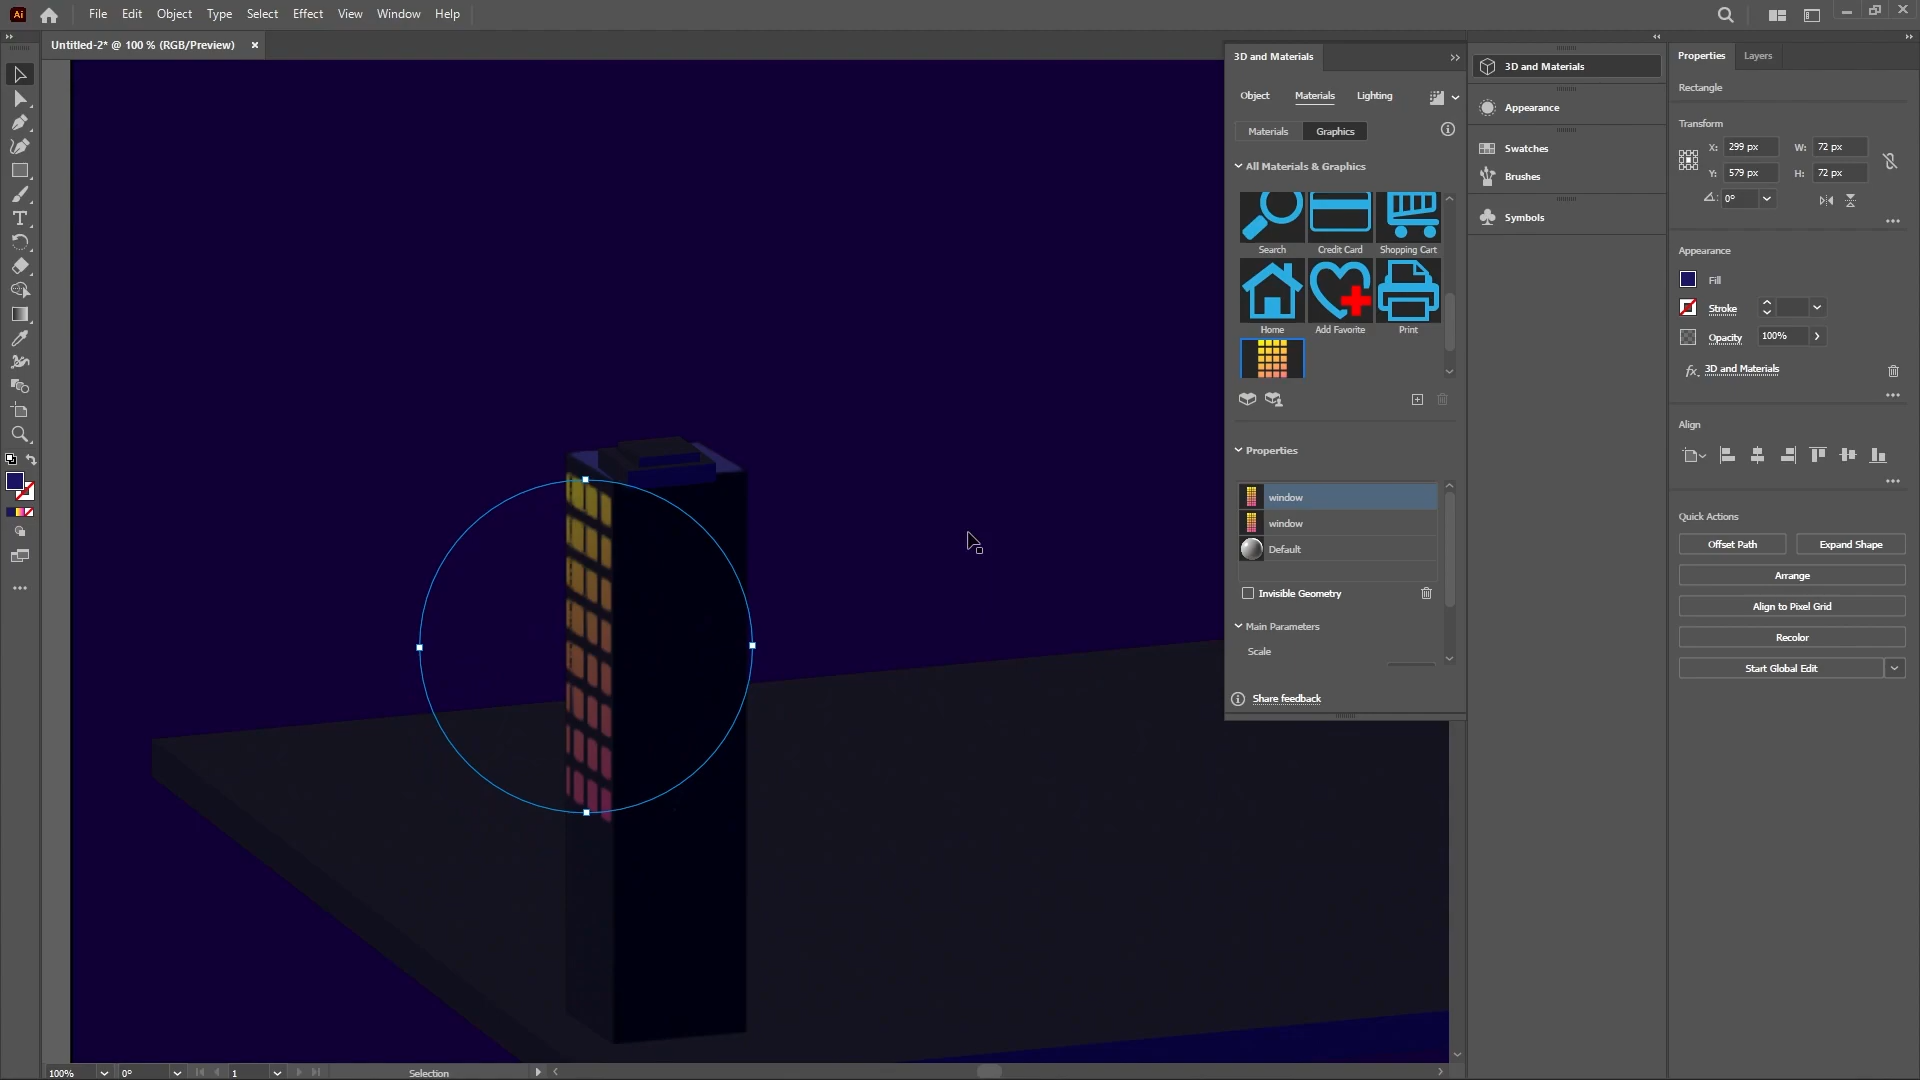 Ai
File Edit Object Type Select Effect View Window Help
Untitled-2* @ 100 % (RGB/Preview)
3D and Materials
Object Materials Lighting
Materials Graphics
All Materials & Graphics
Search Credit Card Shopping Cart
Home Add Favorite Print
Properties
window
window
Default
Invisible Geometry
Main Parameters
Scale
Share feedback
3D and Materials
Appearance
Swatches
Brushes
Symbols
Properties Layers
Rectangle
Transform
X: 299 px W: 72 px
Y: 579 px H: 72 px
0°
Appearance
Fill
Stroke
Opacity 100%
fx 3D and Materials
Align
Quick Actions
Offset Path Expand Shape
Arrange
Align to Pixel Grid
Recolor
Start Global Edit
100% 0° 1 Selection